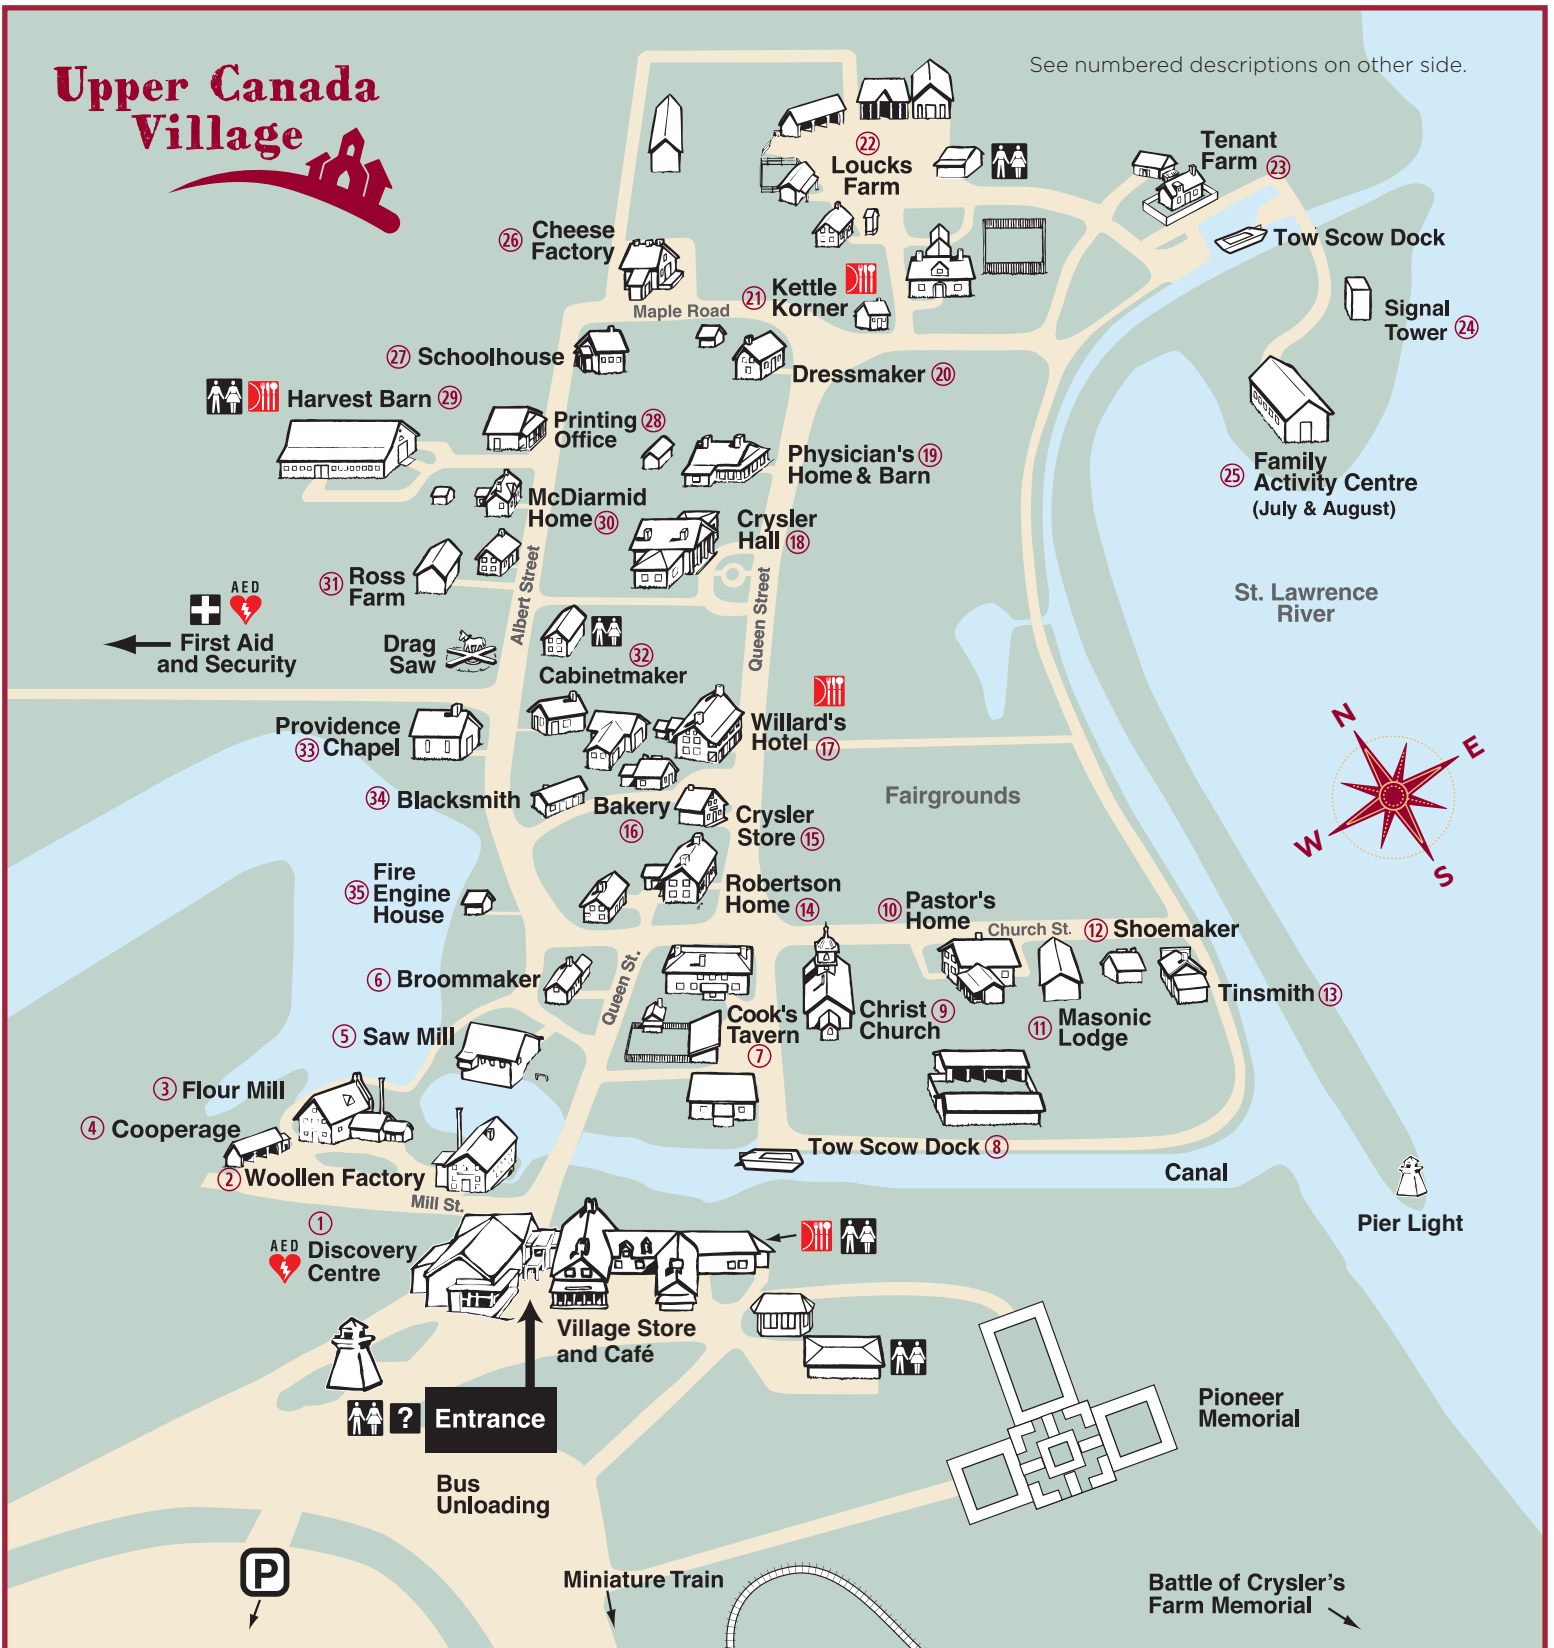 See numbered descriptions on other side.
Upper Canada
Village
22
Loucks
Farm
Tenant
Farm 23
Tow Scow Dock
Signal
Tower 24
26 Cheese
Factory
Maple Road
21 Kettle
Korner
27 Schoolhouse
Dressmaker 20
Harvest Barn 29
Printing 28
Office
Physician's 19
Home & Barn
25 Family
Activity Centre
(July & August)
McDiarmid
Home 30
Crysler
Hall 18
31 Ross
Farm
Albert Street
Queen Street
AED
First Aid
and Security
Drag
Saw
32
Cabinetmaker
St. Lawrence
River
Providence
33 Chapel
Willard's
Hotel 17
N
E
W
S
34 Blacksmith
Bakery
16
Crysler
Store 15
Fairgrounds
Fire
35 Engine
House
Robertson
Home 14
10 Pastor's
Home
Church St.
12 Shoemaker
6 Broommaker
Queen St.
Tinsmith 13
Cook's
Tavern
7
Christ 9
Church
11 Masonic
Lodge
5 Saw Mill
3 Flour Mill
4 Cooperage
2 Woollen Factory
Tow Scow Dock 8
Canal
Mill St.
Pier Light
1
AED
Discovery
Centre
Village Store
and Café
? Entrance
Bus
Unloading
Pioneer
Memorial
P
Miniature Train
Battle of Crysler's
Farm Memorial